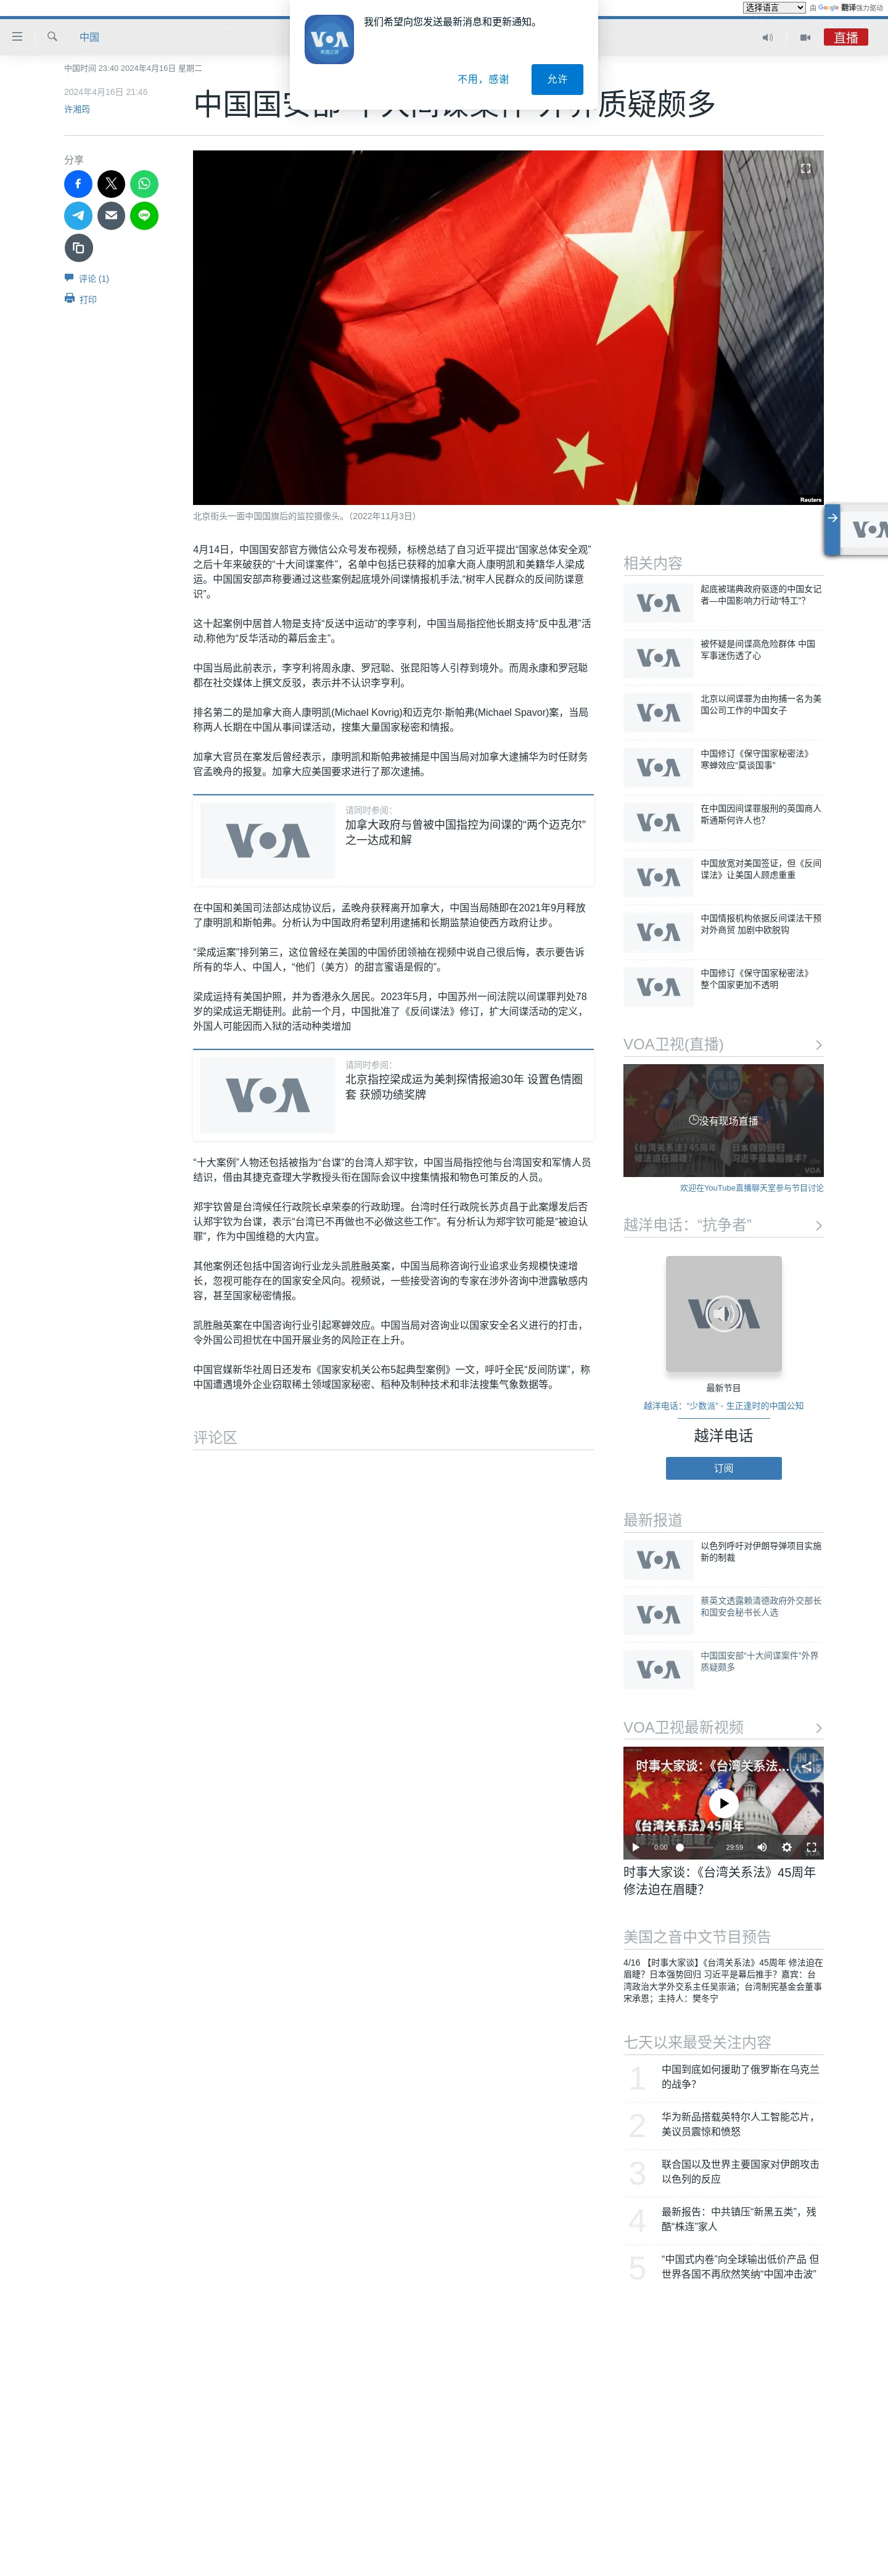 选择语言 由 Google 翻译强力驱动
我们希望向您发送最新消息和更新通知。
不用，感谢 允许
中国
直播
中国时间 23:40 2024年4月16日 星期二
2024年4月16日 21:46
许湘筠
分享
评论 (1)
打印
Reuters
北京街头一面中国国旗后的监控摄像头。（2022年11月3日）
4月14日，中国国安部官方微信公众号发布视频，标榜总结了自习近平提出“国家总体安全观”
之后十年来破获的“十大间谍案件”，名单中包括已获释的加拿大商人康明凯和美籍华人梁成
运。中国国安部声称要通过这些案例起底境外间谍情报机手法,“树牢人民群众的反间防谍意
识”。
这十起案例中居首人物是支持“反送中运动”的李亨利，中国当局指控他长期支持“反中乱港”活
动,称他为“反华活动的幕后金主”。
中国当局此前表示，李亨利将周永康、罗冠聪、张昆阳等人引荐到境外。而周永康和罗冠聪
都在社交媒体上撰文反驳，表示并不认识李亨利。
排名第二的是加拿大商人康明凯(Michael Kovrig)和迈克尔·斯帕弗(Michael Spavor)案，当局
称两人长期在中国从事间谍活动，搜集大量国家秘密和情报。
加拿大官员在案发后曾经表示，康明凯和斯帕弗被捕是中国当局对加拿大逮捕华为时任财务
官孟晚舟的报复。加拿大应美国要求进行了那次逮捕。
请同时参阅：
加拿大政府与曾被中国指控为间谍的“两个迈克尔”
之一达成和解
在中国和美国司法部达成协议后，孟晚舟获释离开加拿大，中国当局随即在2021年9月释放
了康明凯和斯帕弗。分析认为中国政府希望利用逮捕和长期监禁迫使西方政府让步。
“梁成运案”排列第三，这位曾经在美国的中国侨团领袖在视频中说自己很后悔，表示要告诉
所有的华人、中国人，“他们（美方）的甜言蜜语是假的”。
梁成运持有美国护照，并为香港永久居民。2023年5月，中国苏州一间法院以间谍罪判处78
岁的梁成运无期徒刑。此前一个月，中国批准了《反间谍法》修订，扩大间谍活动的定义，
外国人可能因而入狱的活动种类增加
请同时参阅：
北京指控梁成运为美刺探情报逾30年 设置色情圈
套 获颁功绩奖牌
“十大案例”人物还包括被指为“台谍”的台湾人郑宇钦，中国当局指控他与台湾国安和军情人员
结识，借由其捷克查理大学教授头衔在国际会议中搜集情报和物色可策反的人员。
郑宇钦曾是台湾候任行政院长卓荣泰的行政助理。台湾时任行政院长苏贞昌于此案爆发后否
认郑宇钦为台谍，表示“台湾已不再做也不必做这些工作”。有分析认为郑宇钦可能是“被迫认
罪”，作为中国维稳的大内宣。
其他案例还包括中国咨询行业龙头凯胜融英案，中国当局称咨询行业追求业务规模快速增
长，忽视可能存在的国家安全风向。视频说，一些接受咨询的专家在涉外咨询中泄露敏感内
容，甚至国家秘密情报。
凯胜融英案在中国咨询行业引起寒蝉效应。中国当局对咨询业以国家安全名义进行的打击，
令外国公司担忧在中国开展业务的风险正在上升。
中国官媒新华社周日还发布《国家安机关公布5起典型案例》一文，呼吁全民“反间防谍”，称
中国遭遇境外企业窃取稀土领域国家秘密、稻种及制种技术和非法搜集气象数据等。
评论区
相关内容
起底被瑞典政府驱逐的中国女记
者—中国影响力行动“特工”？
被怀疑是间谍高危险群体 中国
军事迷伤透了心
北京以间谍罪为由拘捕一名为美
国公司工作的中国女子
中国修订《保守国家秘密法》
寒蝉效应“莫谈国事”
在中国因间谍罪服刑的英国商人
斯通斯何许人也？
中国放宽对美国签证，但《反间
谍法》让美国人顾虑重重
中国情报机构依据反间谍法干预
对外商贸 加剧中欧脱钩
中国修订《保守国家秘密法》
整个国家更加不透明
VOA卫视(直播)
没有现场直播
欢迎在YouTube直播聊天室参与节目讨论
越洋电话：“抗争者”
最新节目
越洋电话：“少数派” - 生正逢时的中国公知
越洋电话
订阅
最新报道
以色列呼吁对伊朗导弹项目实施
新的制裁
蔡英文透露赖清德政府外交部长
和国安会秘书长人选
中国国安部“十大间谍案件”外界
质疑颇多
VOA卫视最新视频
时事大家谈：《台湾关系法...
《台湾关系法》45周年
0:00 29:59
时事大家谈：《台湾关系法》45周年
修法迫在眉睫？
美国之音中文节目预告
4/16 【时事大家谈】《台湾关系法》45周年 修法迫在
眉睫？日本强势回归 习近平是幕后推手？嘉宾：台
湾政治大学外交系主任吴崇涵；台湾制宪基金会董事
宋承恩；主持人：樊冬宁
七天以来最受关注内容
1 中国到底如何援助了俄罗斯在乌克兰
的战争？
2 华为新品搭载英特尔人工智能芯片，
美议员震惊和愤怒
3 联合国以及世界主要国家对伊朗攻击
以色列的反应
4 最新报告：中共镇压“新黑五类”，残
酷“株连”家人
5 “中国式内卷”向全球输出低价产品 但
世界各国不再欣然笑纳“中国冲击波”